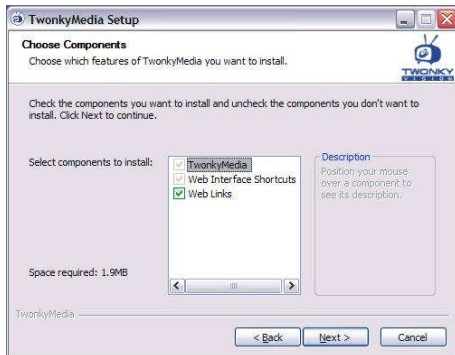 TwonkyMedia Setup
Choose Components
Choose which features of TwonkyMedia you want to install.
TWONKY
VISION
Check the components you want to install and uncheck the components you don't want to
install. Click Next to continue.
Select components to install:
TwonkyMedia
Web Interface Shortcuts
Web Links
Description
Position your mouse
over a component to
see its description.
Space required: 1.9MB
TwonkyMedia
< Back
Next >
Cancel